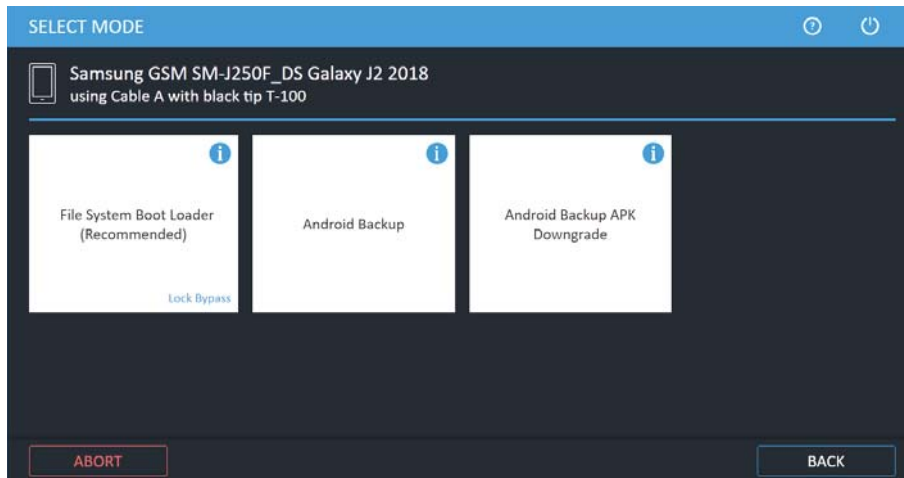 SELECT MODE
Samsung GSM SM-J250F_DS Galaxy J2 2018
using Cable A with black tip T-100
File System Boot Loader
(Recommended)
Lock Bypass
Android Backup
Android Backup APK
Downgrade
ABORT
BACK